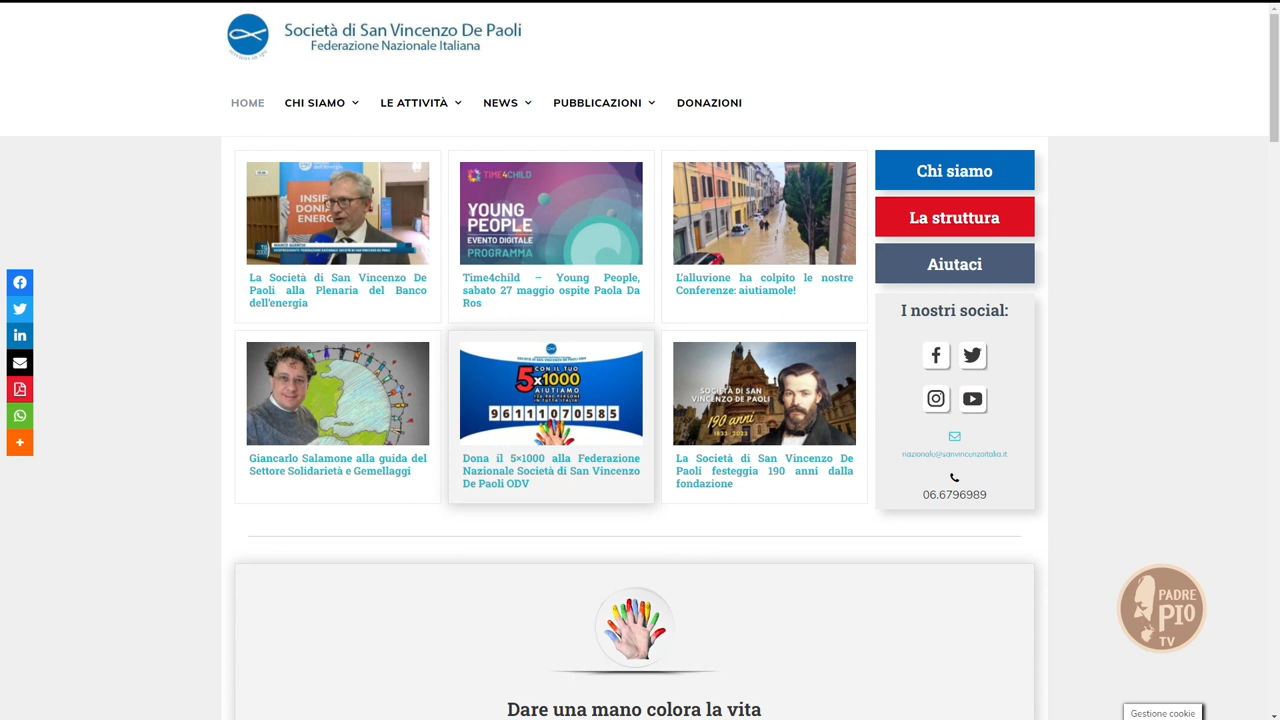 Società di San Vincenzo De Paoli
Federazione Nazionale Italiana
HOME
CHI SIAMO
LE ATTIVITÀ
NEWS
PUBBLICAZIONI
DONAZIONI
La Società di San Vincenzo De
Paoli alla Plenaria del Banco
dell'energia
TIME4CHILD
YOUNG
PEOPLE
EVENTO DIGITALE
PROGRAMMA
Time4child – Young People,
sabato 27 maggio ospite Paola Da
Ros
L'alluvione ha colpito le nostre
Conferenze: aiutiamole!
Giancarlo Salamone alla guida del
Settore Solidarietà e Gemellaggi
CON IL TUO
5x1000
AIUTIAMO
96111070585
Dona il 5×1000 alla Federazione
Nazionale Società di San Vincenzo
De Paoli ODV
SOCIETÀ DI SAN
VINCENZO DE PAOLI
190 anni
1833 - 2023
La Società di San Vincenzo De
Paoli festeggia 190 anni dalla
fondazione
Chi siamo
La struttura
Aiutaci
I nostri social:
nazionale@sanvincenzoitalia.it
06.6796989
Dare una mano colora la vita
PADRE
PIO
TV
Gestione cookie